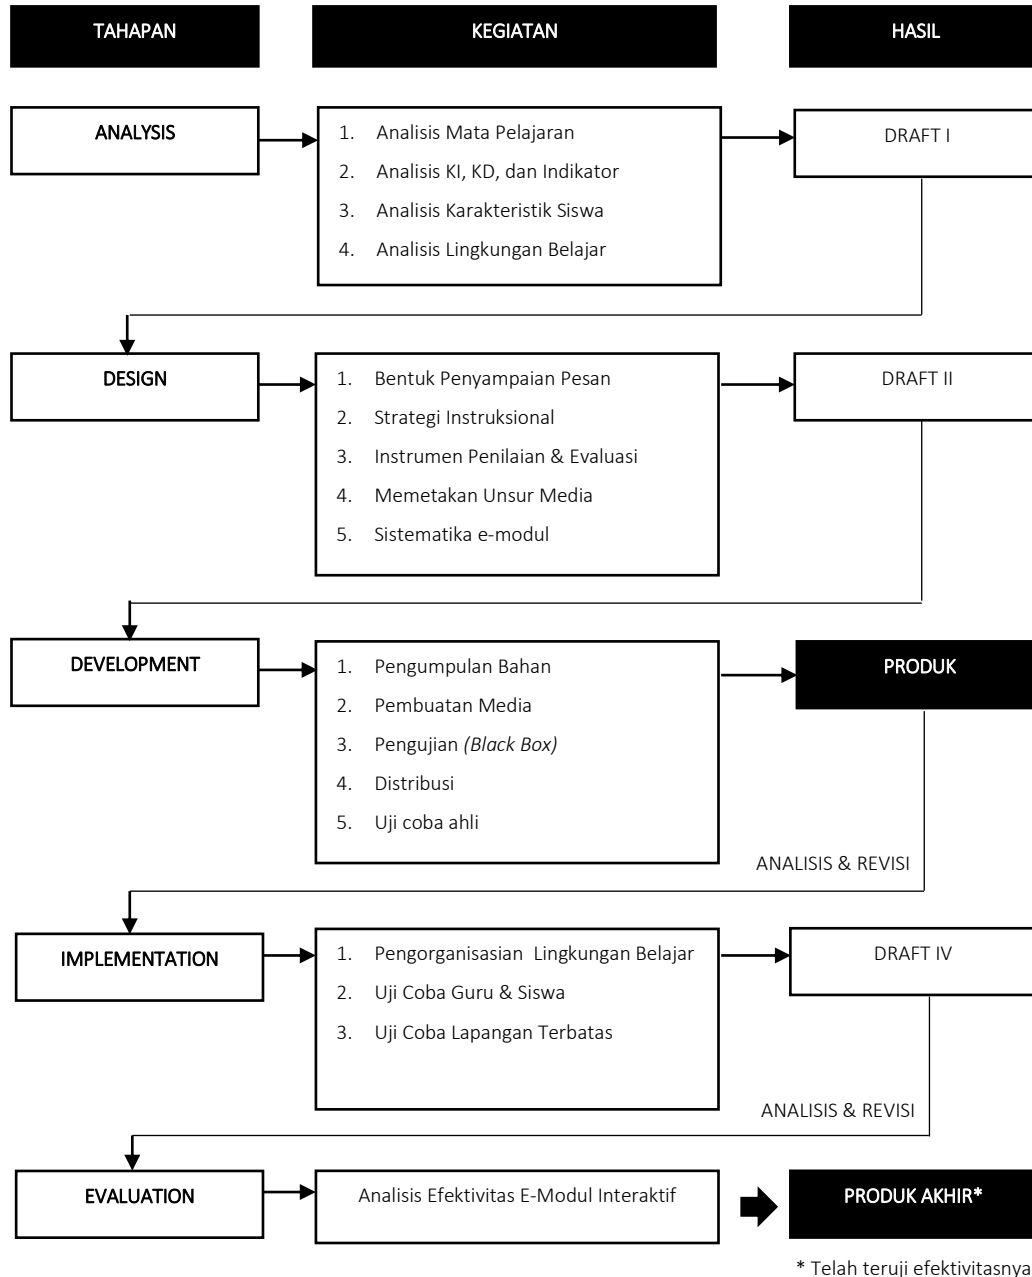 TAHAPAN
KEGIATAN
HASIL
ANALYSIS
1. Analisis Mata Pelajaran
2. Analisis KI, KD, dan Indikator
3. Analisis Karakteristik Siswa
4. Analisis Lingkungan Belajar
DRAFT I
DESIGN
1. Bentuk Penyampaian Pesan
2. Strategi Instruksional
3. Instrumen Penilaian & Evaluasi
4. Memetakan Unsur Media
5. Sistematika e-modul
DRAFT II
DEVELOPMENT
1. Pengumpulan Bahan
2. Pembuatan Media
3. Pengujian (Black Box)
4. Distribusi
5. Uji coba ahli
PRODUK
ANALISIS & REVISI
IMPLEMENTATION
1. Pengorganisasian Lingkungan Belajar
2. Uji Coba Guru & Siswa
3. Uji Coba Lapangan Terbatas
DRAFT IV
ANALISIS & REVISI
EVALUATION
Analisis Efektivitas E-Modul Interaktif
PRODUK AKHIR*
* Telah teruji efektivitasnya